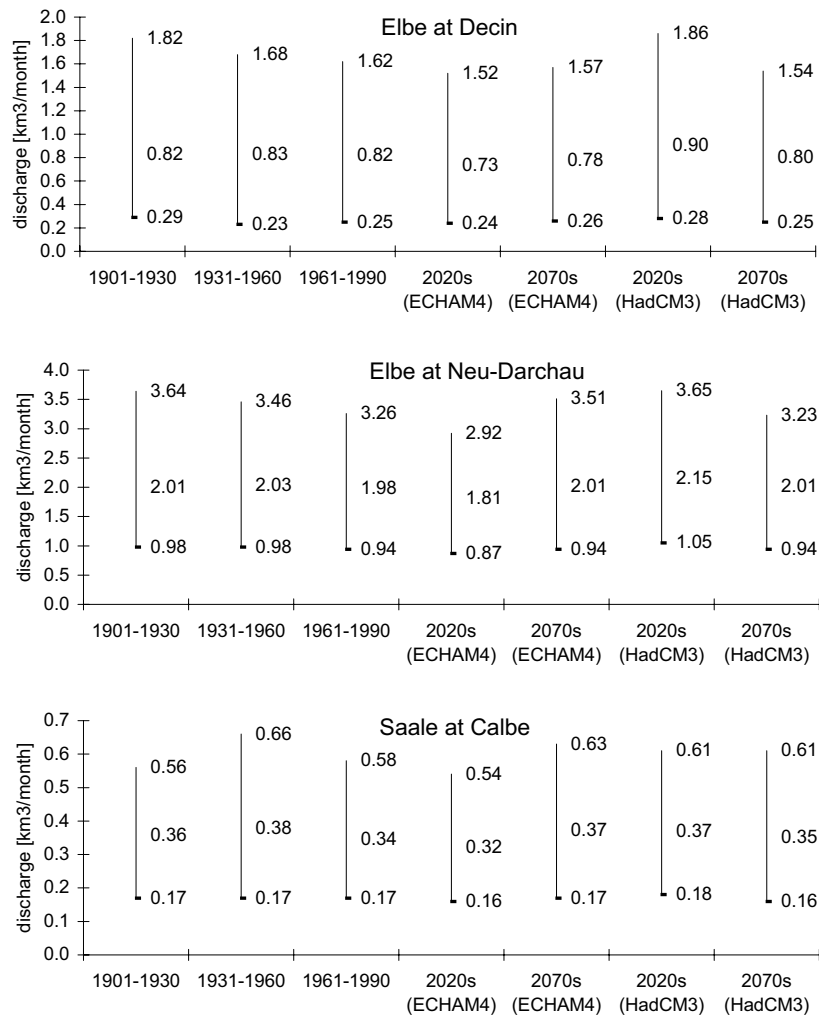 Elbe at Decin
discharge [km3/month]
2.0
1.8
1.6
1.4
1.2
1.0
0.8
0.6
0.4
0.2
0.0
1.82 1.68 1.62 1.52 1.57 1.86 1.54
0.82 0.83 0.82 0.73 0.78 0.90 0.80
0.29 0.23 0.25 0.24 0.26 0.28 0.25
1901-1930 1931-1960 1961-1990 2020s 2070s 2020s 2070s
(ECHAM4) (ECHAM4) (HadCM3) (HadCM3)
Elbe at Neu-Darchau
discharge [km3/month]
4.0
3.5
3.0
2.5
2.0
1.5
1.0
0.5
0.0
3.64 3.46 3.26 2.92 3.51 3.65 3.23
2.01 2.03 1.98 1.81 2.01 2.15 2.01
0.98 0.98 0.94 0.87 0.94 1.05 0.94
1901-1930 1931-1960 1961-1990 2020s 2070s 2020s 2070s
(ECHAM4) (ECHAM4) (HadCM3) (HadCM3)
Saale at Calbe
discharge [km3/month]
0.7
0.6
0.5
0.4
0.3
0.2
0.1
0.0
0.56 0.66 0.58 0.54 0.63 0.61 0.61
0.36 0.38 0.34 0.32 0.37 0.37 0.35
0.17 0.17 0.17 0.16 0.17 0.18 0.16
1901-1930 1931-1960 1961-1990 2020s 2070s 2020s 2070s
(ECHAM4) (ECHAM4) (HadCM3) (HadCM3)